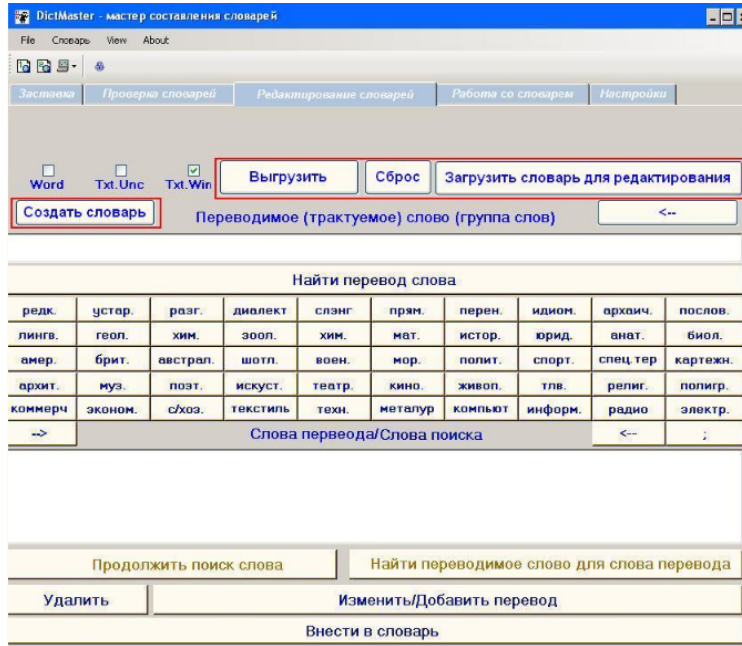 DictMaster - мастер составления словарей
File Словарь View About
Заставка Проверка словарей Редактирование словарей Работа со словарем Настройки
Word Txt.Unc Txt.Win Выгрузить Сброс Загрузить словарь для редактирования
Создать словарь Переводимое (трактуемое) слово (группа слов) <--
Найти перевод слова
редк. устар. разг. диалект слэнг прям. перен. идиом. архаич. послов.
лингв. геол. хим. зоол. хим. мат. истор. юрид. анат. биол.
амер. брит. австрал. шотл. воен. мор. полит. спорт. спец.тер картежн.
архит. муз. поэт. искуст. театр. кино. живоп. тлв. религ. полигр.
коммерч эконом. с/хоз. текстиль техн. металур компьют информ. радио электр.
--> Слова перевеода/Слова поиска <-- ;
Продолжить поиск слова Найти переводимое слово для слова перевода
Удалить Изменить/Добавить перевод
Внести в словарь